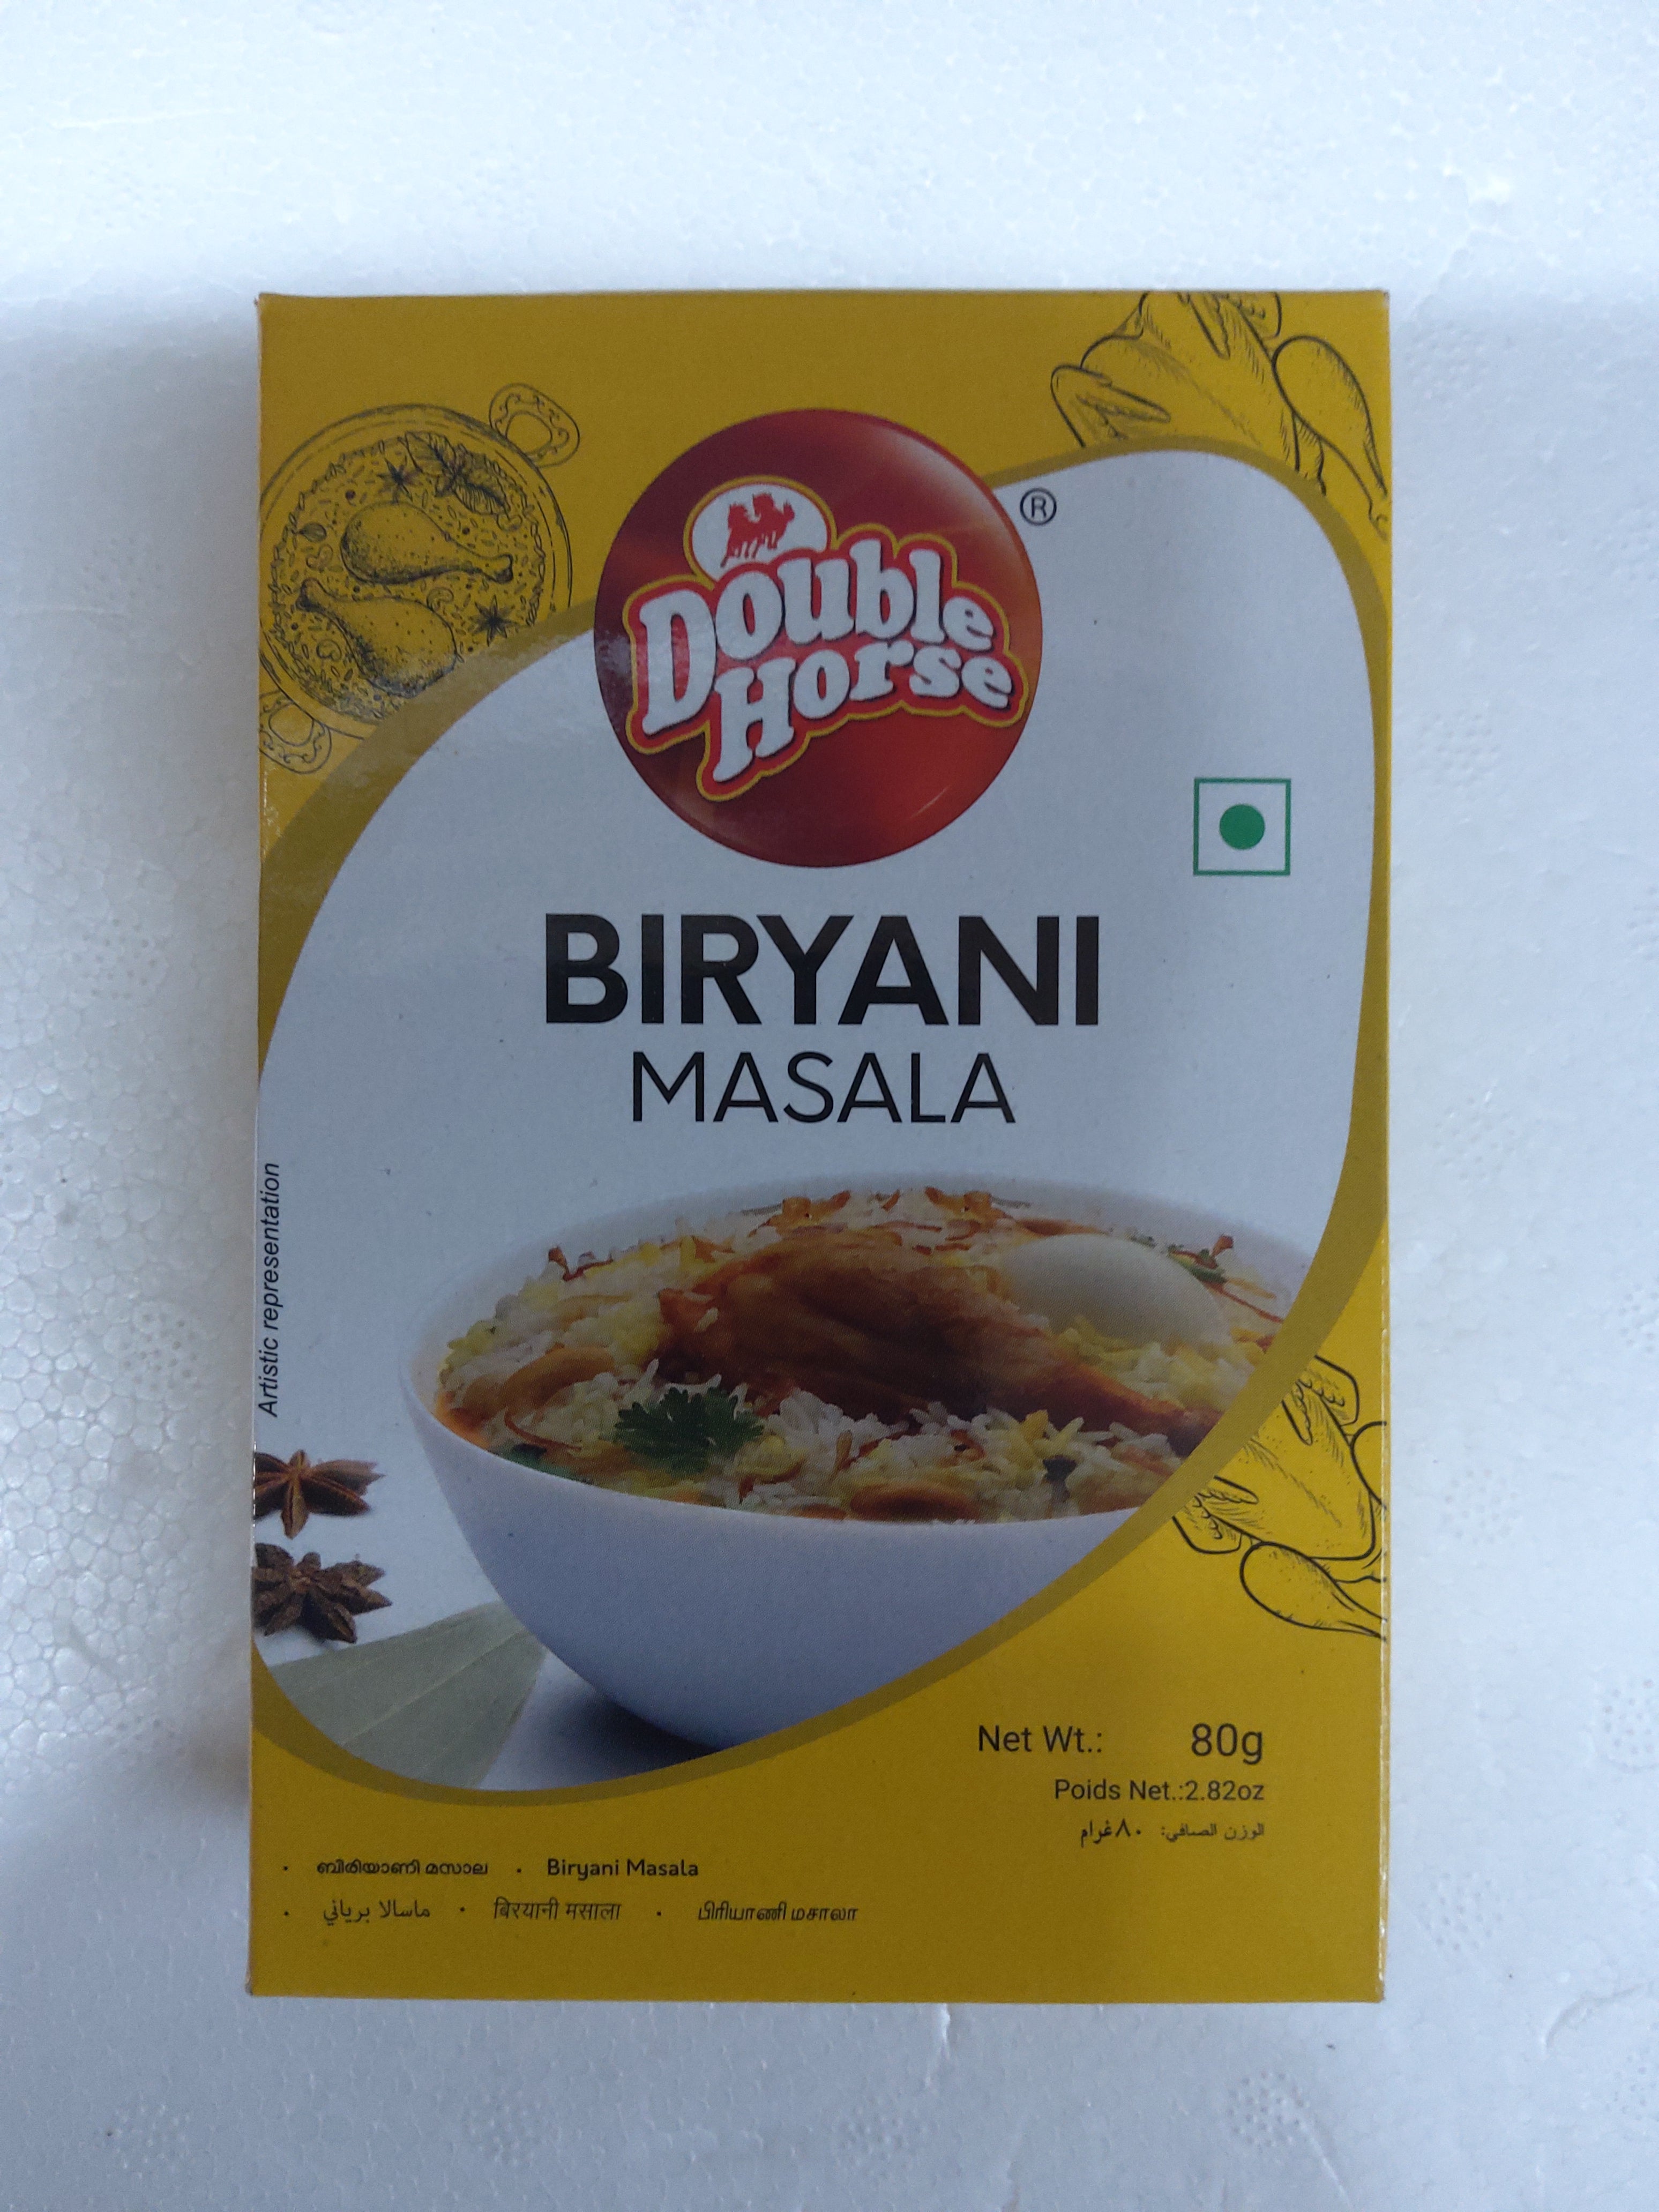 Double
Horse
®
BIRYANI
MASALA
Artistic representation
Net Wt.: 80g
Poids Net.:2.82oz
الوزن الصافي: ٨٠غرام
· ബിരിയാണി മസാല · Biryani Masala
· ماسالا برياني · बिरयानी मसाला · பிரியாணி மசாலா